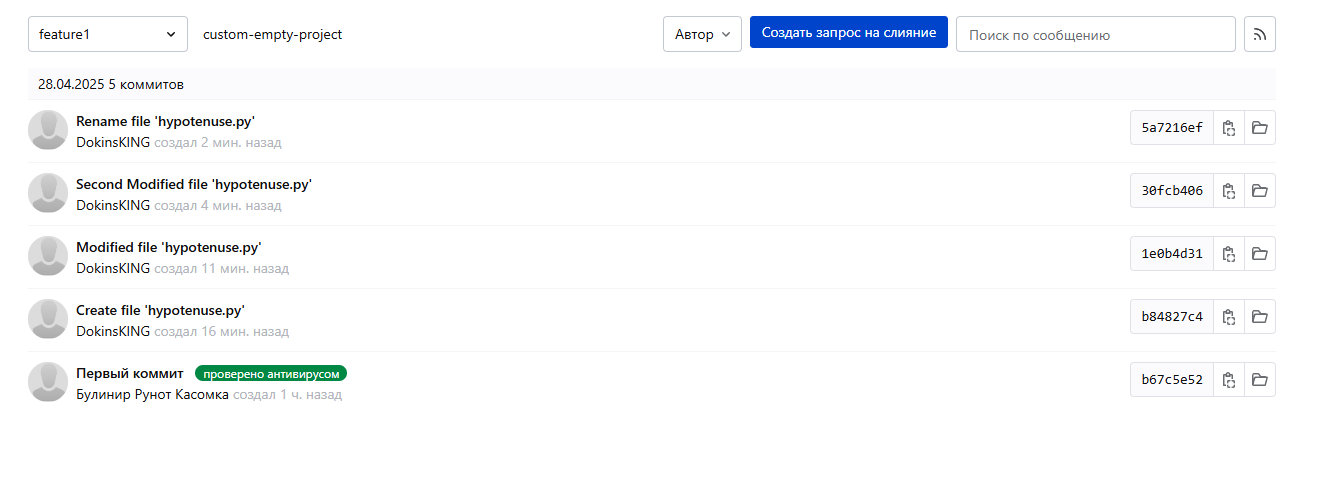 feature1 custom-empty-project Автор Создать запрос на слияние Поиск по сообщению
28.04.2025 5 коммитов
Rename file 'hypotenuse.py'
5a7216ef
DokinsKING создал 2 мин. назад
Second Modified file 'hypotenuse.py'
30fcb406
DokinsKING создал 4 мин. назад
Modified file 'hypotenuse.py'
1e0b4d31
DokinsKING создал 11 мин. назад
Create file 'hypotenuse.py'
b84827c4
DokinsKING создал 16 мин. назад
Первый коммит проверено антивирусом
b67c5e52
Булинир Рунот Касомка создал 1 ч. назад